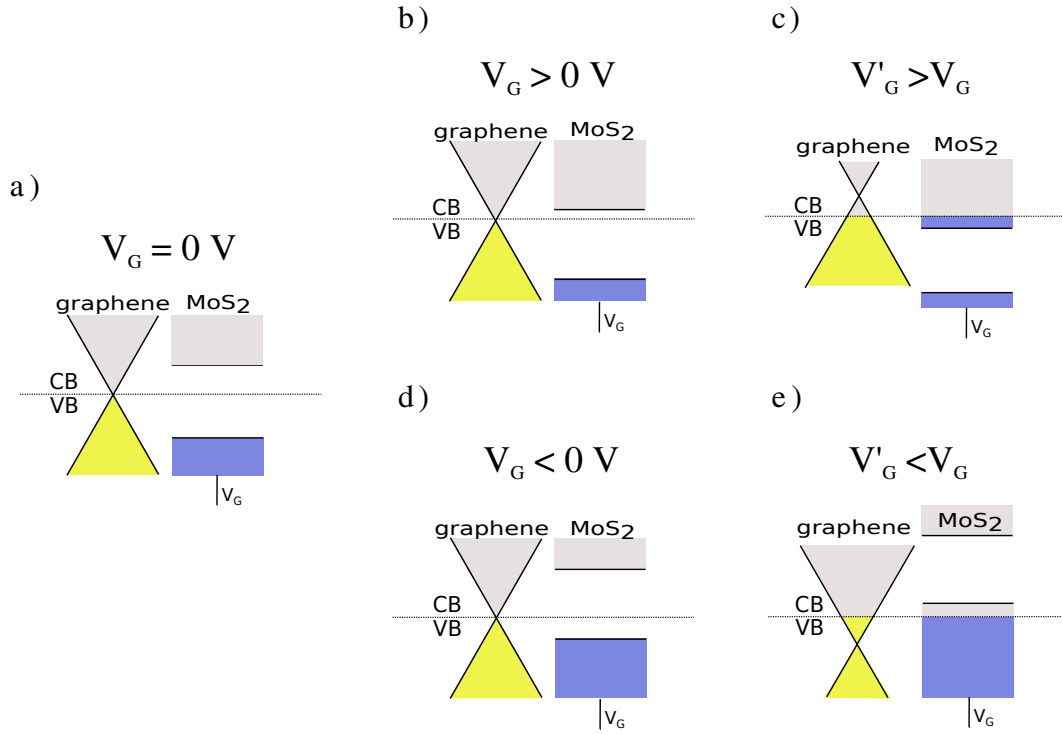 a)
V_G = 0 V
graphene MoS2
CB
VB
V_G
b)
V_G > 0 V
graphene MoS2
CB
VB
V_G
c)
V'_G >V_G
graphene MoS2
CB
VB
V_G
d)
V_G < 0 V
graphene MoS2
CB
VB
V_G
e)
V'_G <V_G
graphene MoS2
CB
VB
V_G